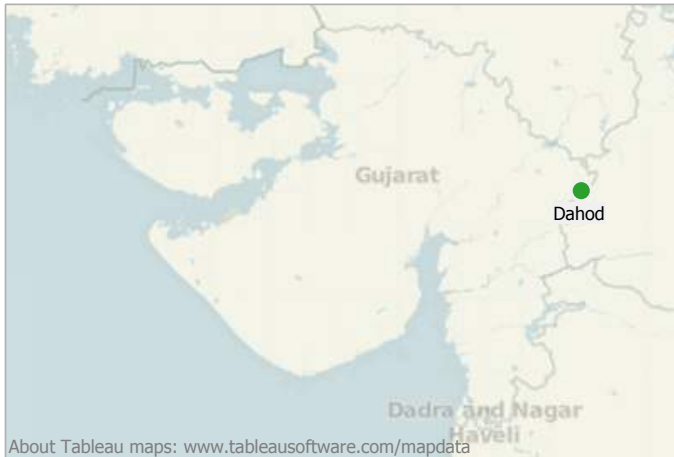 Gujarat
Dahod
Dadra and Nagar
Haveli
About Tableau maps: www.tableausoftware.com/mapdata